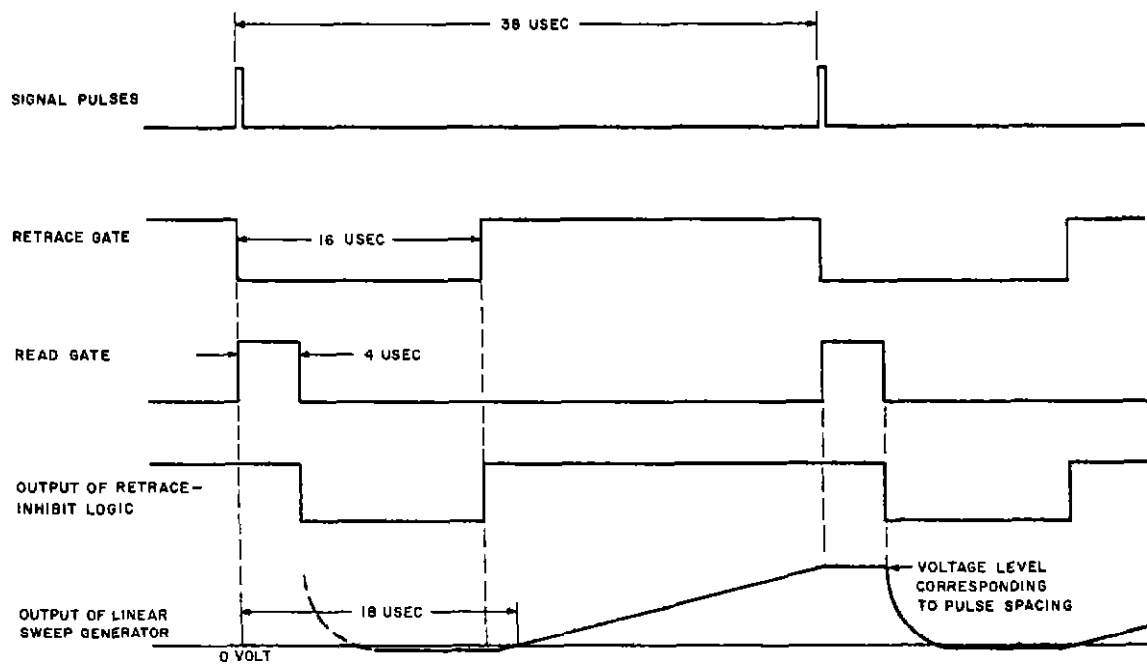 38 USEC
SIGNAL PULSES
RETRACE GATE
16 USEC
READ GATE
4 USEC
OUTPUT OF RETRACE-
INHIBIT LOGIC
VOLTAGE LEVEL
CORRESPONDING
TO PULSE SPACING
18 USEC
OUTPUT OF LINEAR
SWEEP GENERATOR
0 VOLT